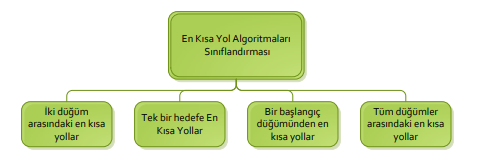 En Kısa Yol Algoritmaları
Sınıflandırması
İki düğüm
arasındaki en kısa
yollar
Tek bir hedefe En
Kısa Yollar
Bir başlangıç
düğümünden en
kısa yollar
Tüm düğümler
arasındaki en kısa
yollar